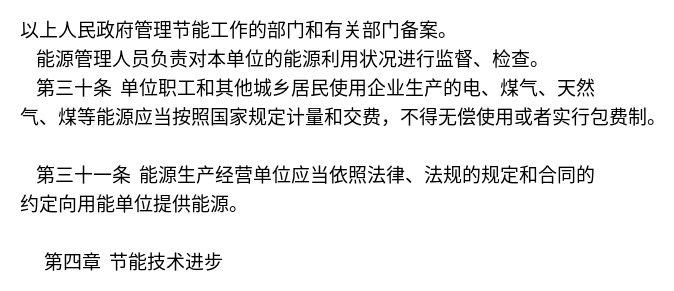 以上人民政府管理节能工作的部门和有关部门备案。
能源管理人员负责对本单位的能源利用状况进行监督、检查。
第三十条 单位职工和其他城乡居民使用企业生产的电、煤气、天然
气、煤等能源应当按照国家规定计量和交费，不得无偿使用或者实行包费制。
第三十一条 能源生产经营单位应当依照法律、法规的规定和合同的
约定向用能单位提供能源。
第四章 节能技术进步